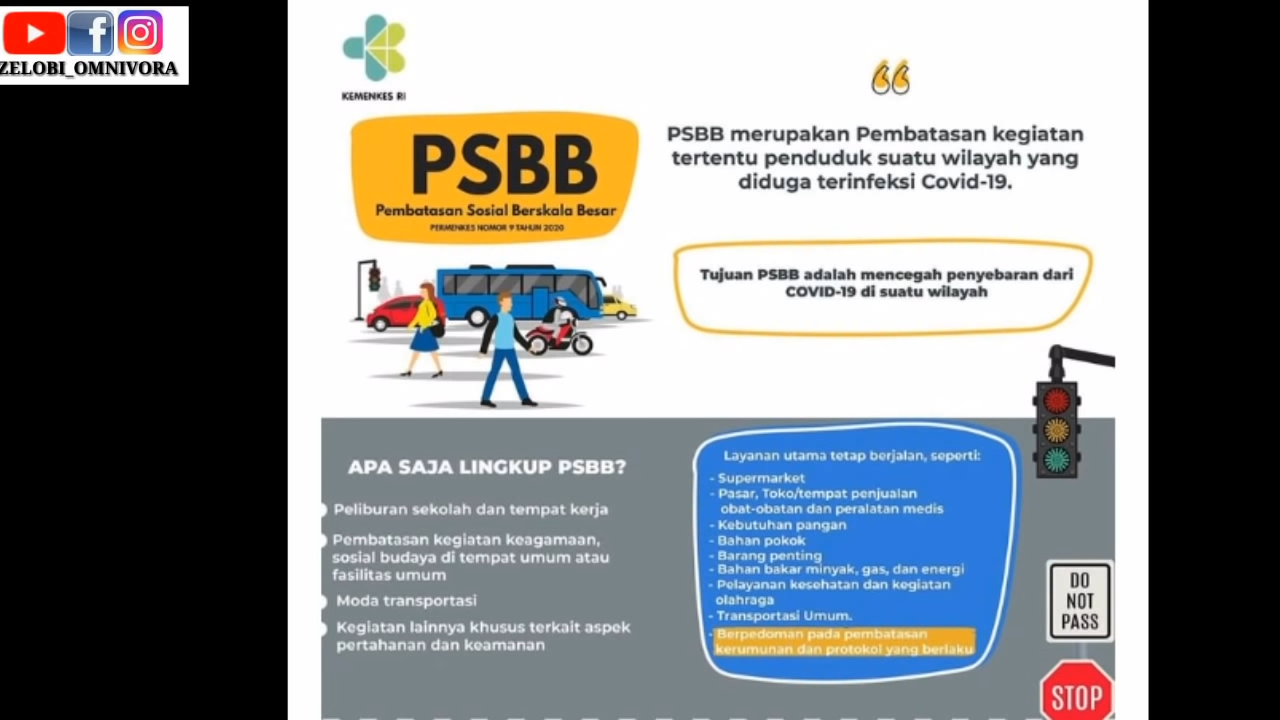 ZELOBI_OMNIVORA
KEMENKES RI
PSBB
Pembatasan Sosial Berskala Besar
PERMENKES NOMOR 9 TAHUN 2020
PSBB merupakan Pembatasan kegiatan
tertentu penduduk suatu wilayah yang
diduga terinfeksi Covid-19.
Tujuan PSBB adalah mencegah penyebaran dari
COVID-19 di suatu wilayah
APA SAJA LINGKUP PSBB?
Peliburan sekolah dan tempat kerja
Pembatasan kegiatan keagamaan,
sosial budaya di tempat umum atau
fasilitas umum
Moda transportasi
Kegiatan lainnya khusus terkait aspek
pertahanan dan keamanan
Layanan utama tetap berjalan, seperti:
- Supermarket
- Pasar, Toko/tempat penjualan
obat-obatan dan peralatan medis
- Kebutuhan pangan
- Bahan pokok
- Barang penting
- Bahan bakar minyak, gas, dan energi
- Pelayanan kesehatan dan kegiatan
olahraga
- Transportasi Umum.
- Berpedoman pada pembatasan
kerumunan dan protokol yang berlaku
DO
NOT
PASS
STOP